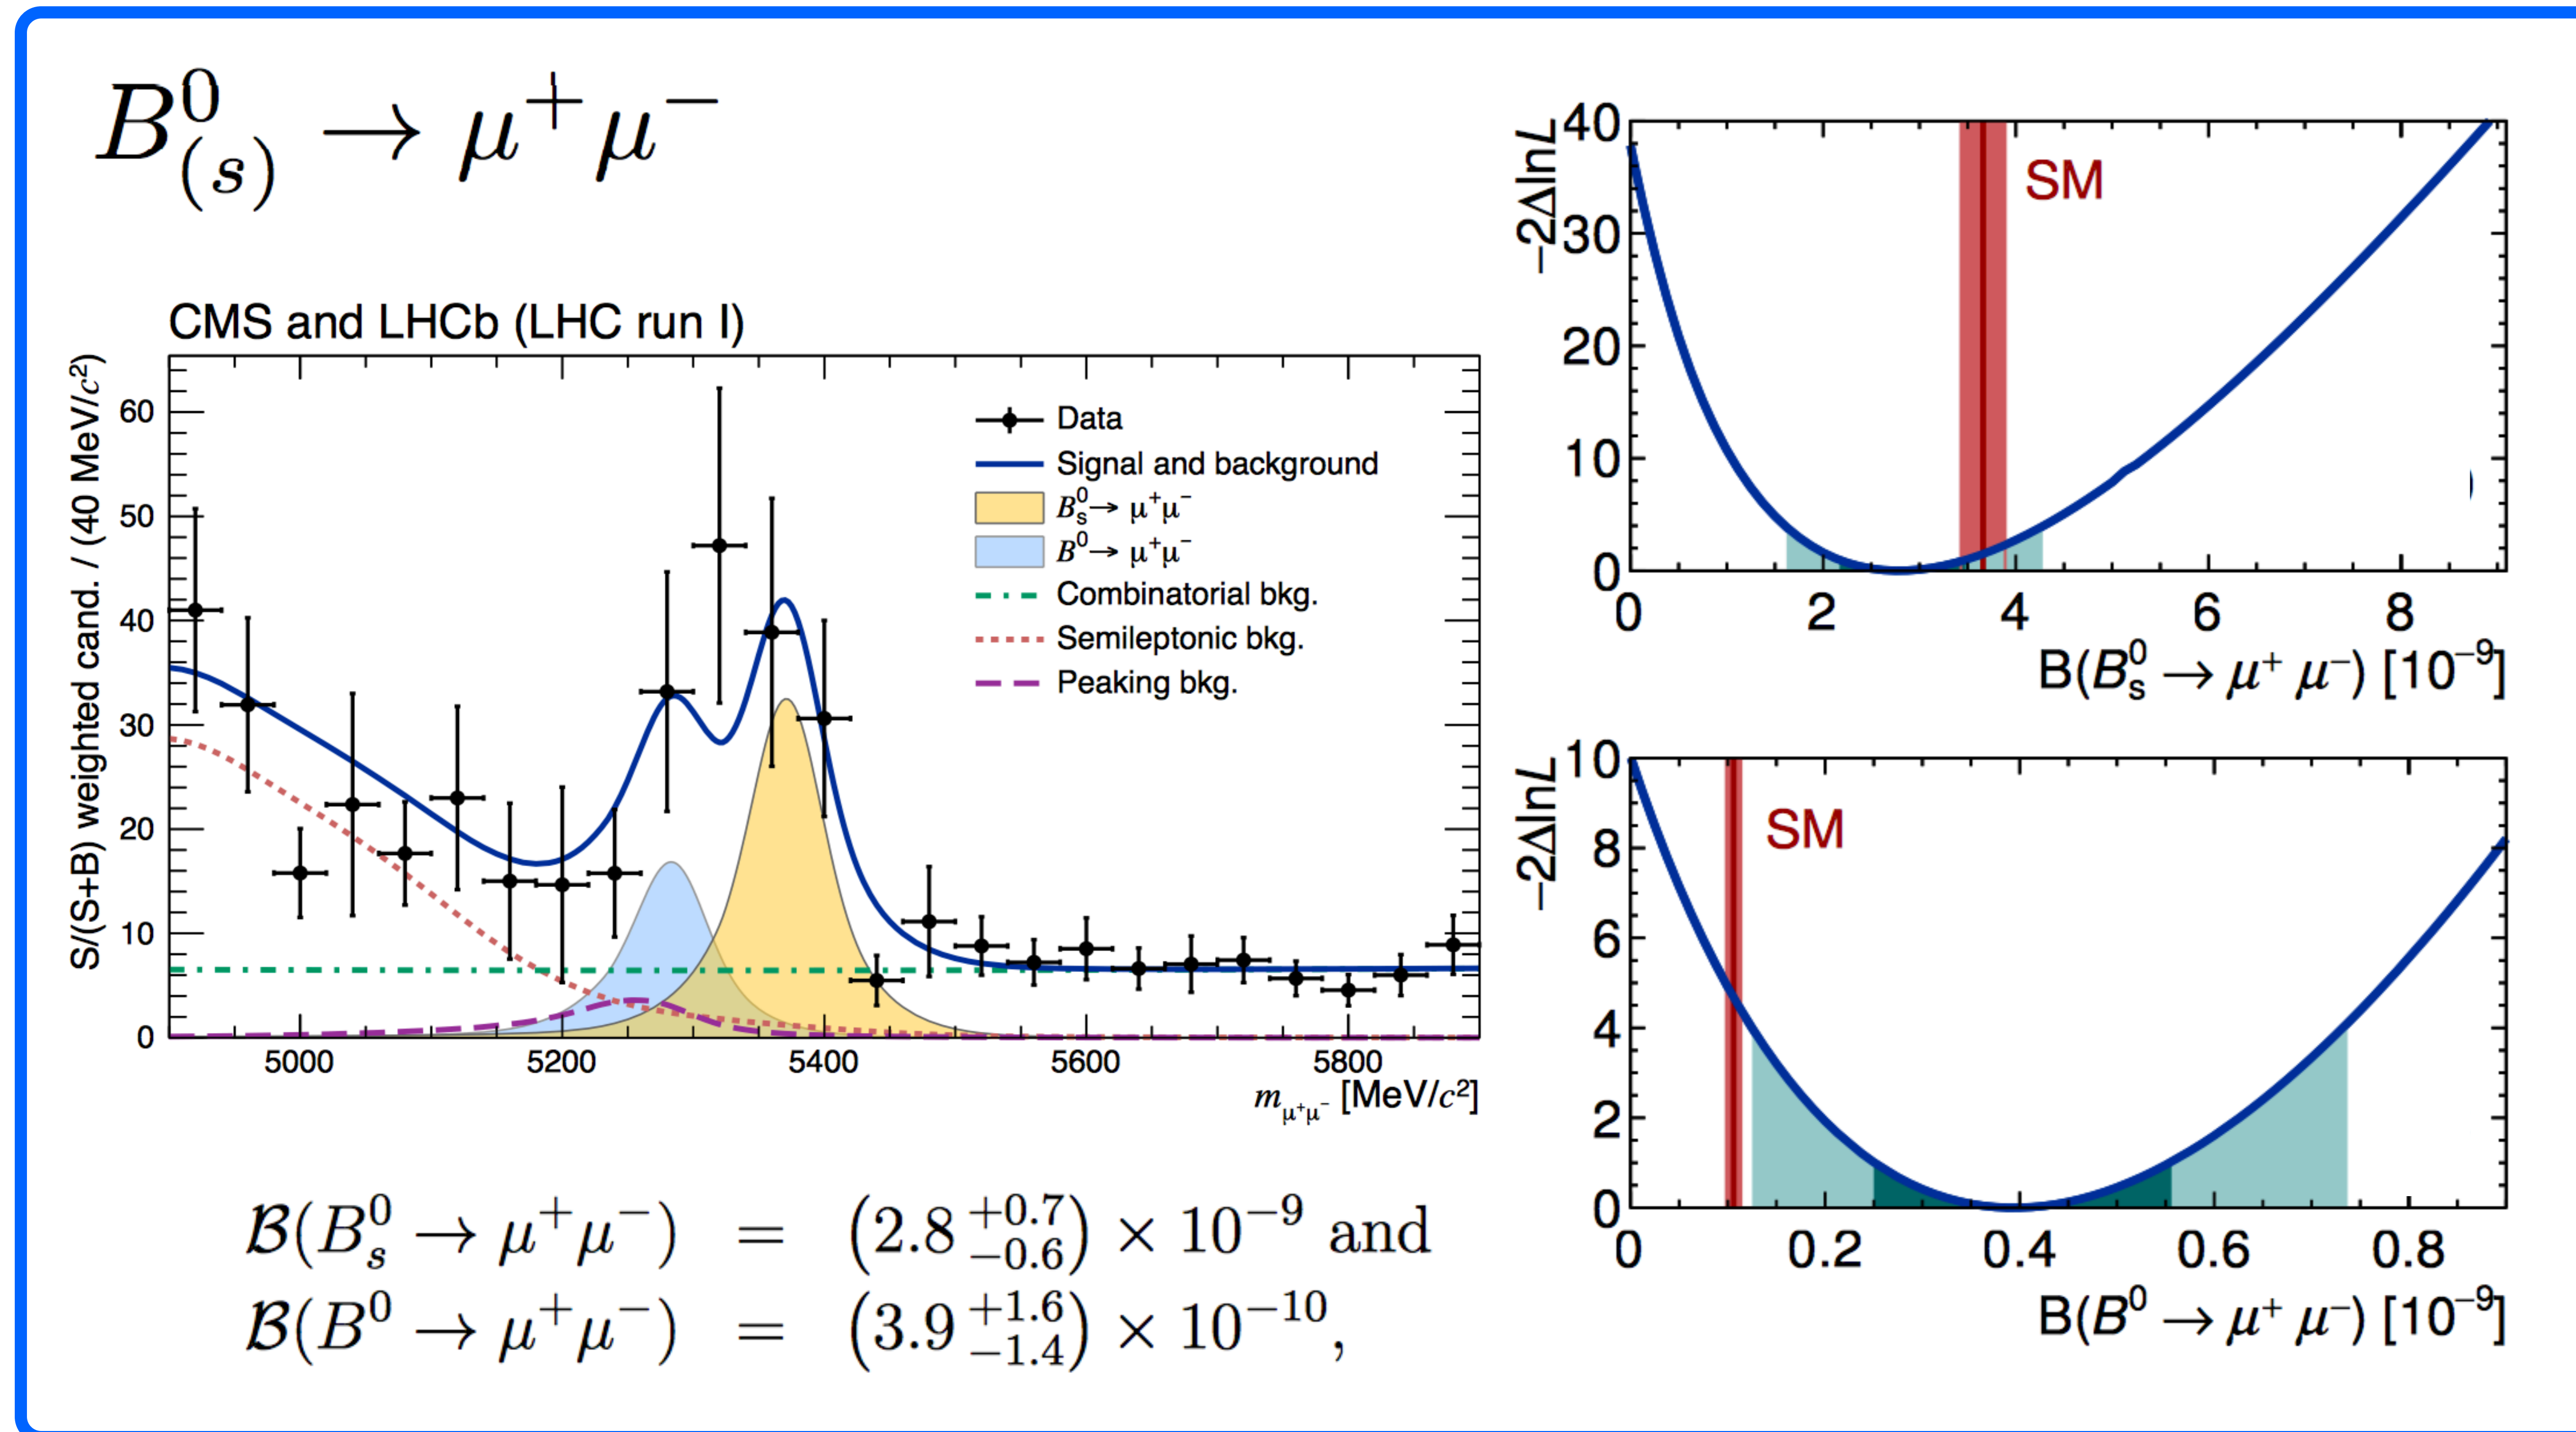 B⁰₍ₛ₎ → μ⁺μ⁻
CMS and LHCb (LHC run I)
S/(S+B) weighted cand. / (40 MeV/c²)
60
50
40
30
20
10
0
Data
Signal and background
B⁰ₛ→ μ⁺μ⁻
B⁰→ μ⁺μ⁻
Combinatorial bkg.
Semileptonic bkg.
Peaking bkg.
5000 5200 5400 5600 5800
m_μ⁺μ⁻ [MeV/c²]
ℬ(B⁰ₛ → μ⁺μ⁻) = (2.8 +0.7 −0.6) × 10⁻⁹ and
ℬ(B⁰ → μ⁺μ⁻) = (3.9 +1.6 −1.4) × 10⁻¹⁰,
−2ΔlnL
40
30
20
10
0
SM
0 2 4 6 8
B(B⁰ₛ → μ⁺ μ⁻) [10⁻⁹]
−2ΔlnL
10
8
6
4
2
0
SM
0 0.2 0.4 0.6 0.8
B(B⁰ → μ⁺ μ⁻) [10⁻⁹]